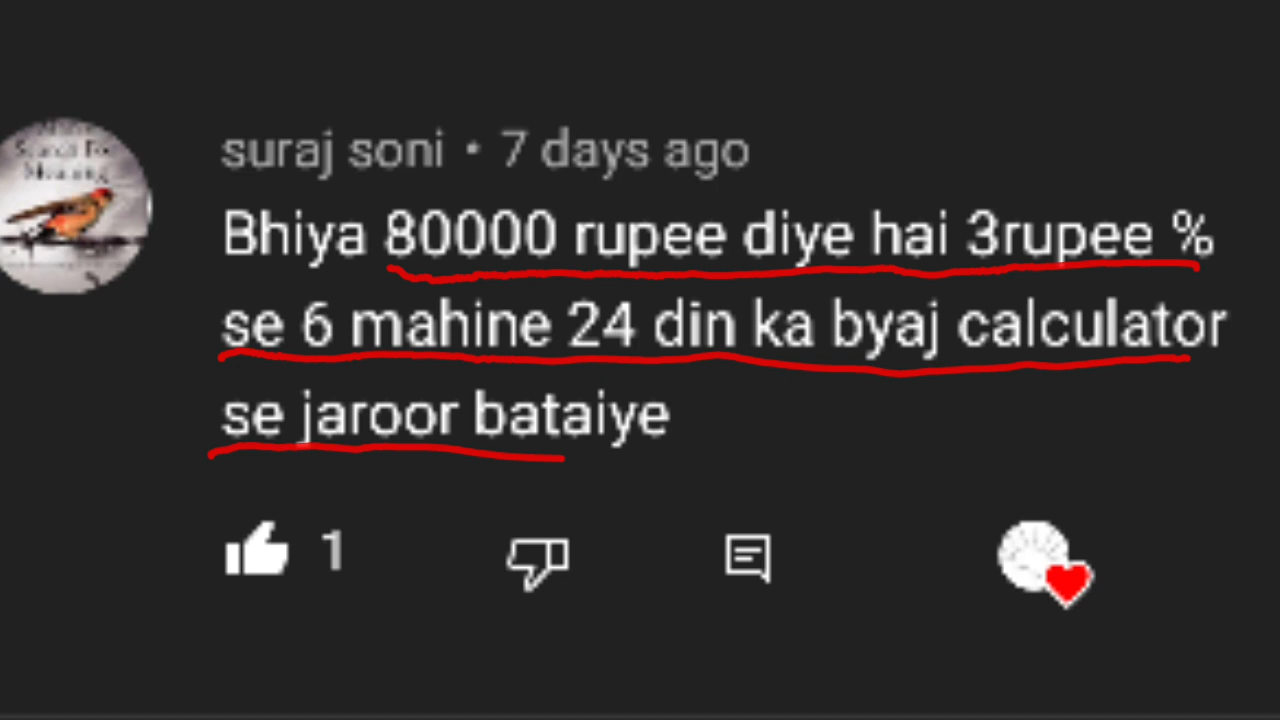 suraj soni • 7 days ago
Bhiya 80000 rupee diye hai 3rupee %
se 6 mahine 24 din ka byaj calculator
se jaroor bataiye
1